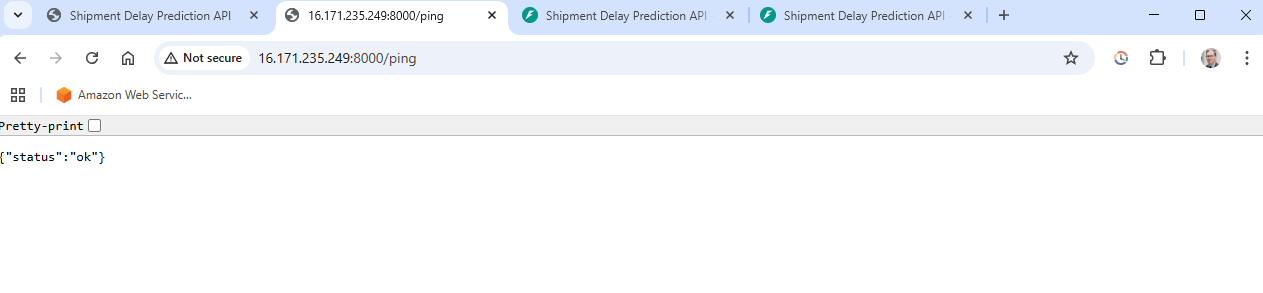 Shipment Delay Prediction API
16.171.235.249:8000/ping
Shipment Delay Prediction API
Shipment Delay Prediction API
Not secure
16.171.235.249:8000/ping
Amazon Web Servic...
Pretty-print
{"status":"ok"}